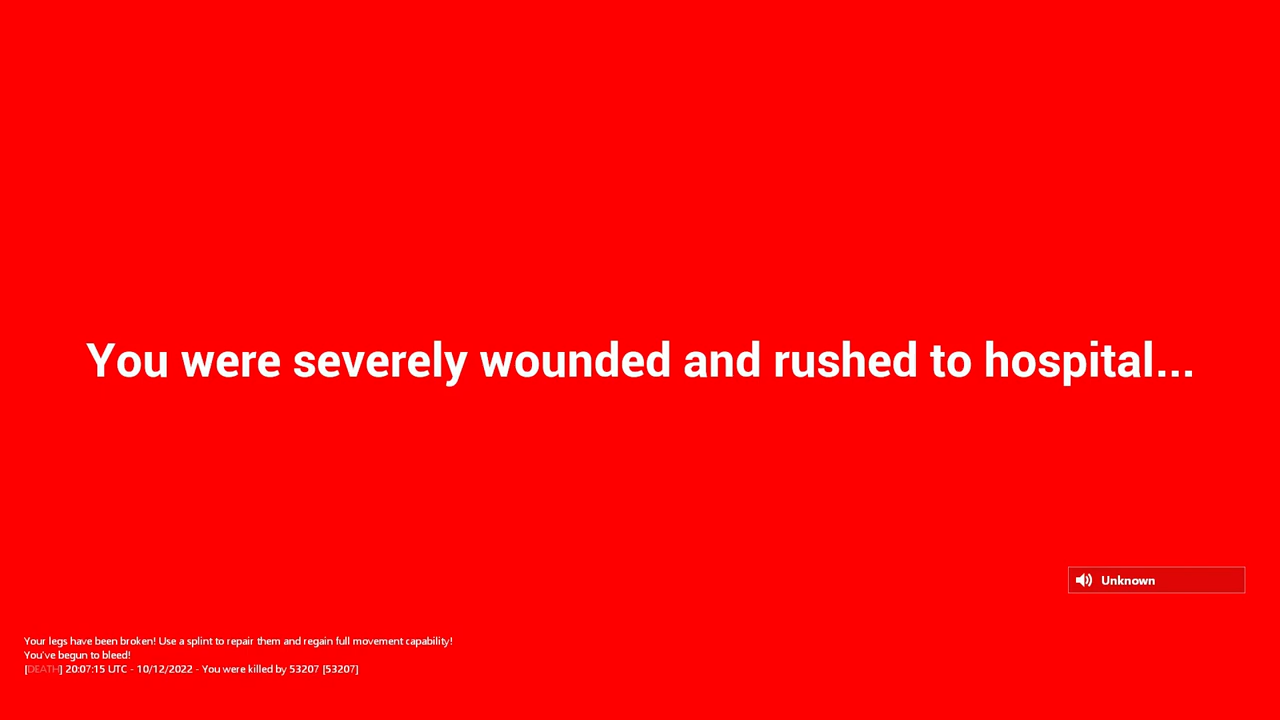 You were severely wounded and rushed to hospital...
Unknown
Your legs have been broken! Use a splint to repair them and regain full movement capability!
You've begun to bleed!
[DEATH] 20:07:15 UTC - 10/12/2022 - You were killed by 53207 [53207]